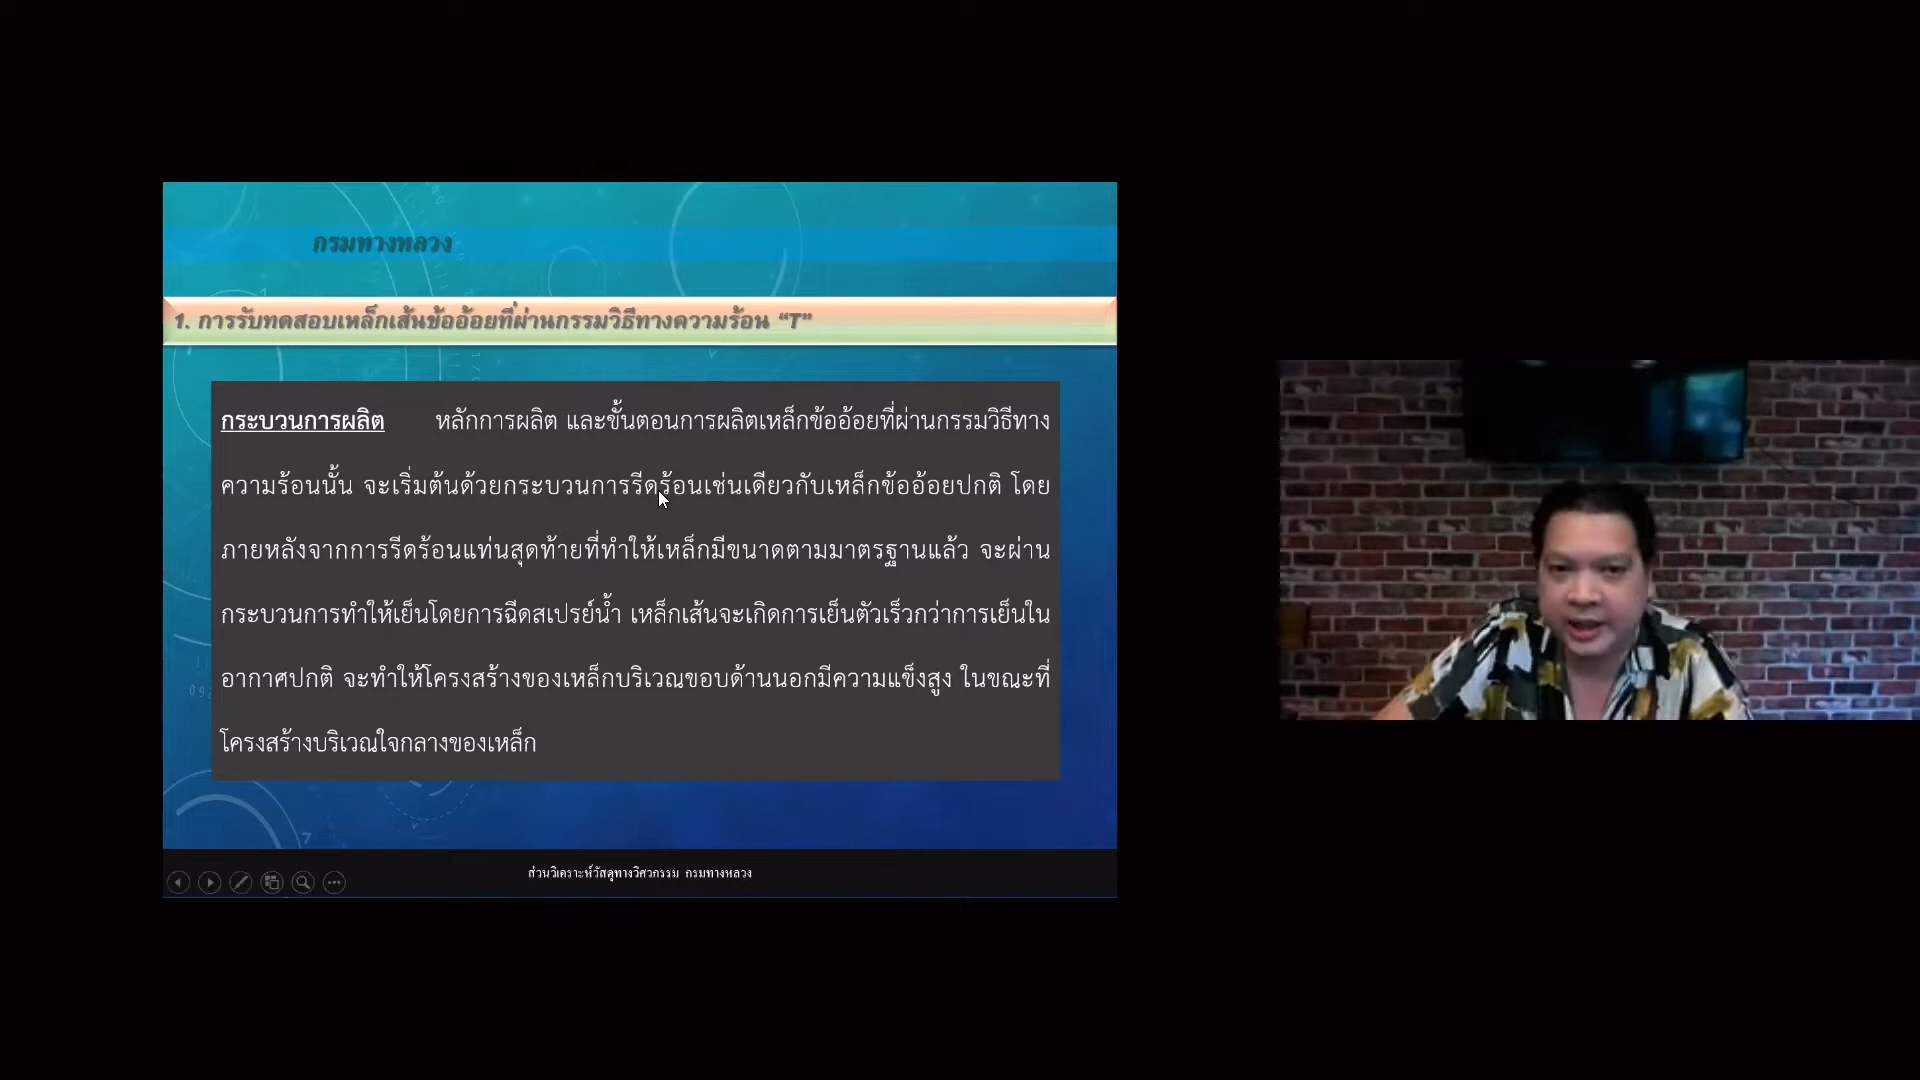 กรมทางหลวง
1. การรับทดสอบเหล็กเส้นข้ออ้อยที่ผ่านกรรมวิธีทางความร้อน “T”
กระบวนการผลิต หลักการผลิต และขั้นตอนการผลิตเหล็กข้ออ้อยที่ผ่านกรรมวิธีทาง
ความร้อนนั้น จะเริ่มต้นด้วยกระบวนการรีดร้อนเช่นเดียวกับเหล็กข้ออ้อยปกติ โดย
ภายหลังจากการรีดร้อนแท่นสุดท้ายที่ทำให้เหล็กมีขนาดตามมาตรฐานแล้ว จะผ่าน
กระบวนการทำให้เย็นโดยการฉีดสเปรย์น้ำ เหล็กเส้นจะเกิดการเย็นตัวเร็วกว่าการเย็นใน
อากาศปกติ จะทำให้โครงสร้างของเหล็กบริเวณขอบด้านนอกมีความแข็งสูง ในขณะที่
โครงสร้างบริเวณใจกลางของเหล็ก
ส่วนวิเคราะห์วัสดุทางวิศวกรรม กรมทางหลวง